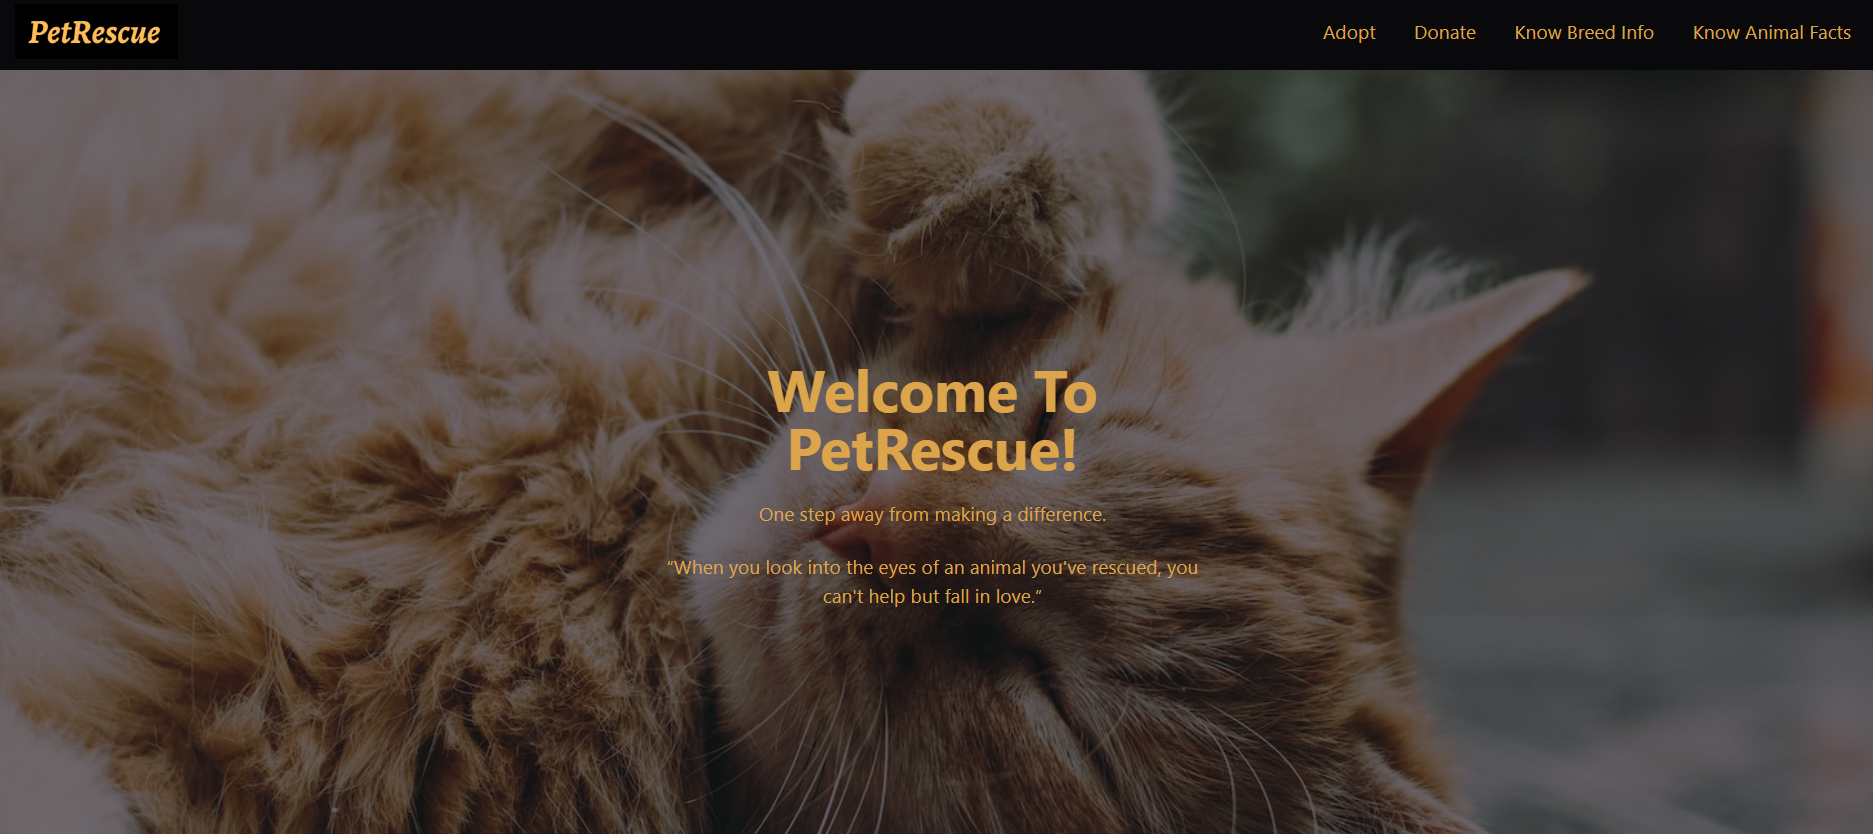 PetRescue
Adopt
Donate
Know Breed Info
Know Animal Facts
Welcome To
PetRescue!
One step away from making a difference.
“When you look into the eyes of an animal you've rescued, you
can't help but fall in love.”